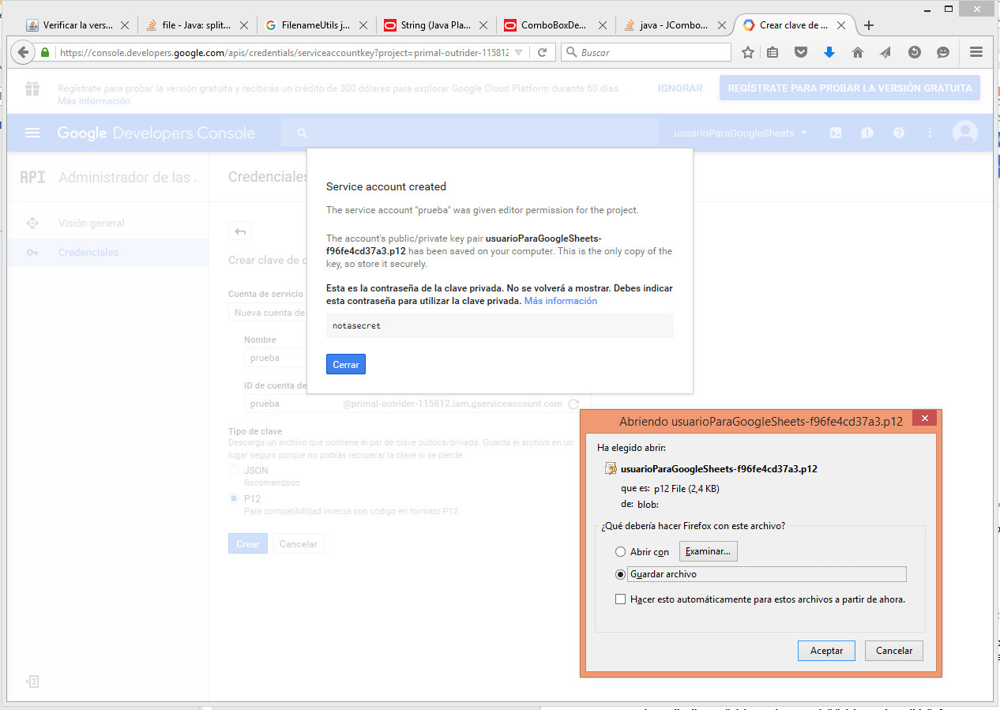 Verificar la vers...
file - Java: split...
FilenameUtils j...
String (Java Pla...
ComboBoxDe...
java - JCombo...
Crear clave de ...
https://console.developers.google.com/apis/credentials/serviceaccountkey?project=primal-outrider-115812
Buscar
Regístrate para probar la versión gratuita y recibirás un crédito de 300 dólares para explorar Google Cloud Platform durante 60 días.
Más información
IGNORAR
REGÍSTRATE PARA PROBAR LA VERSIÓN GRATUITA
Google Developers Console
usuarioParaGoogleSheets
API
Administrador de las
Credenciales
Visión general
Credenciales
Service account created
The service account "prueba" was given editor permission for the project.
The account's public/private key pair usuarioParaGoogleSheets-
f96fe4cd37a3.p12 has been saved on your computer. This is the only copy of the
key, so store it securely.
Esta es la contraseña de la clave privada. No se volverá a mostrar. Debes indicar
esta contraseña para utilizar la clave privada. Más información
notasecret
Cerrar
Crear clave de c
Cuenta de servicio
Nueva cuenta de
Nombre
prueba
ID de cuenta de
prueba
@primal-outrider-115812.iam.gserviceaccount.com
Tipo de clave
Descarga un archivo que contiene el par de clave pública/privada. Guarda el archivo en un
lugar seguro porque no podrás recuperar la clave si se pierde.
JSON
Recomendado
P12
Para compatibilidad inversa con código en formato P12
Crear
Cancelar
Abriendo usuarioParaGoogleSheets-f96fe4cd37a3.p12
Ha elegido abrir:
usuarioParaGoogleSheets-f96fe4cd37a3.p12
que es: p12 File (2,4 KB)
de: blob:
¿Qué debería hacer Firefox con este archivo?
Abrir con
Examinar...
Guardar archivo
Hacer esto automáticamente para estos archivos a partir de ahora.
Aceptar
Cancelar